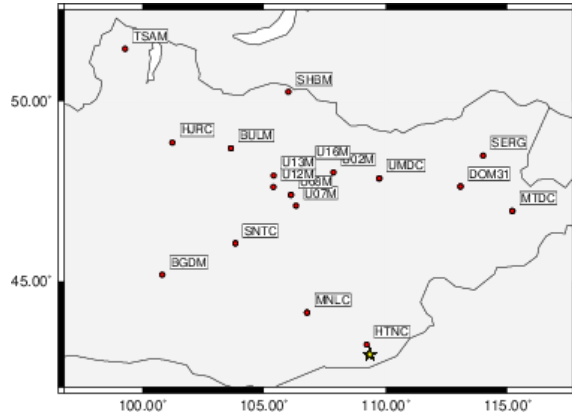 TSAM
SHBM
50.00°
HJRC
BULM
U16M
U02M
SERG
U13M
U12M
UMDC
DOM31
U08M
U07M
MTDC
SNTC
BGDM
45.00°
MNLC
HTNC
100.00°
105.00°
110.00°
115.00°